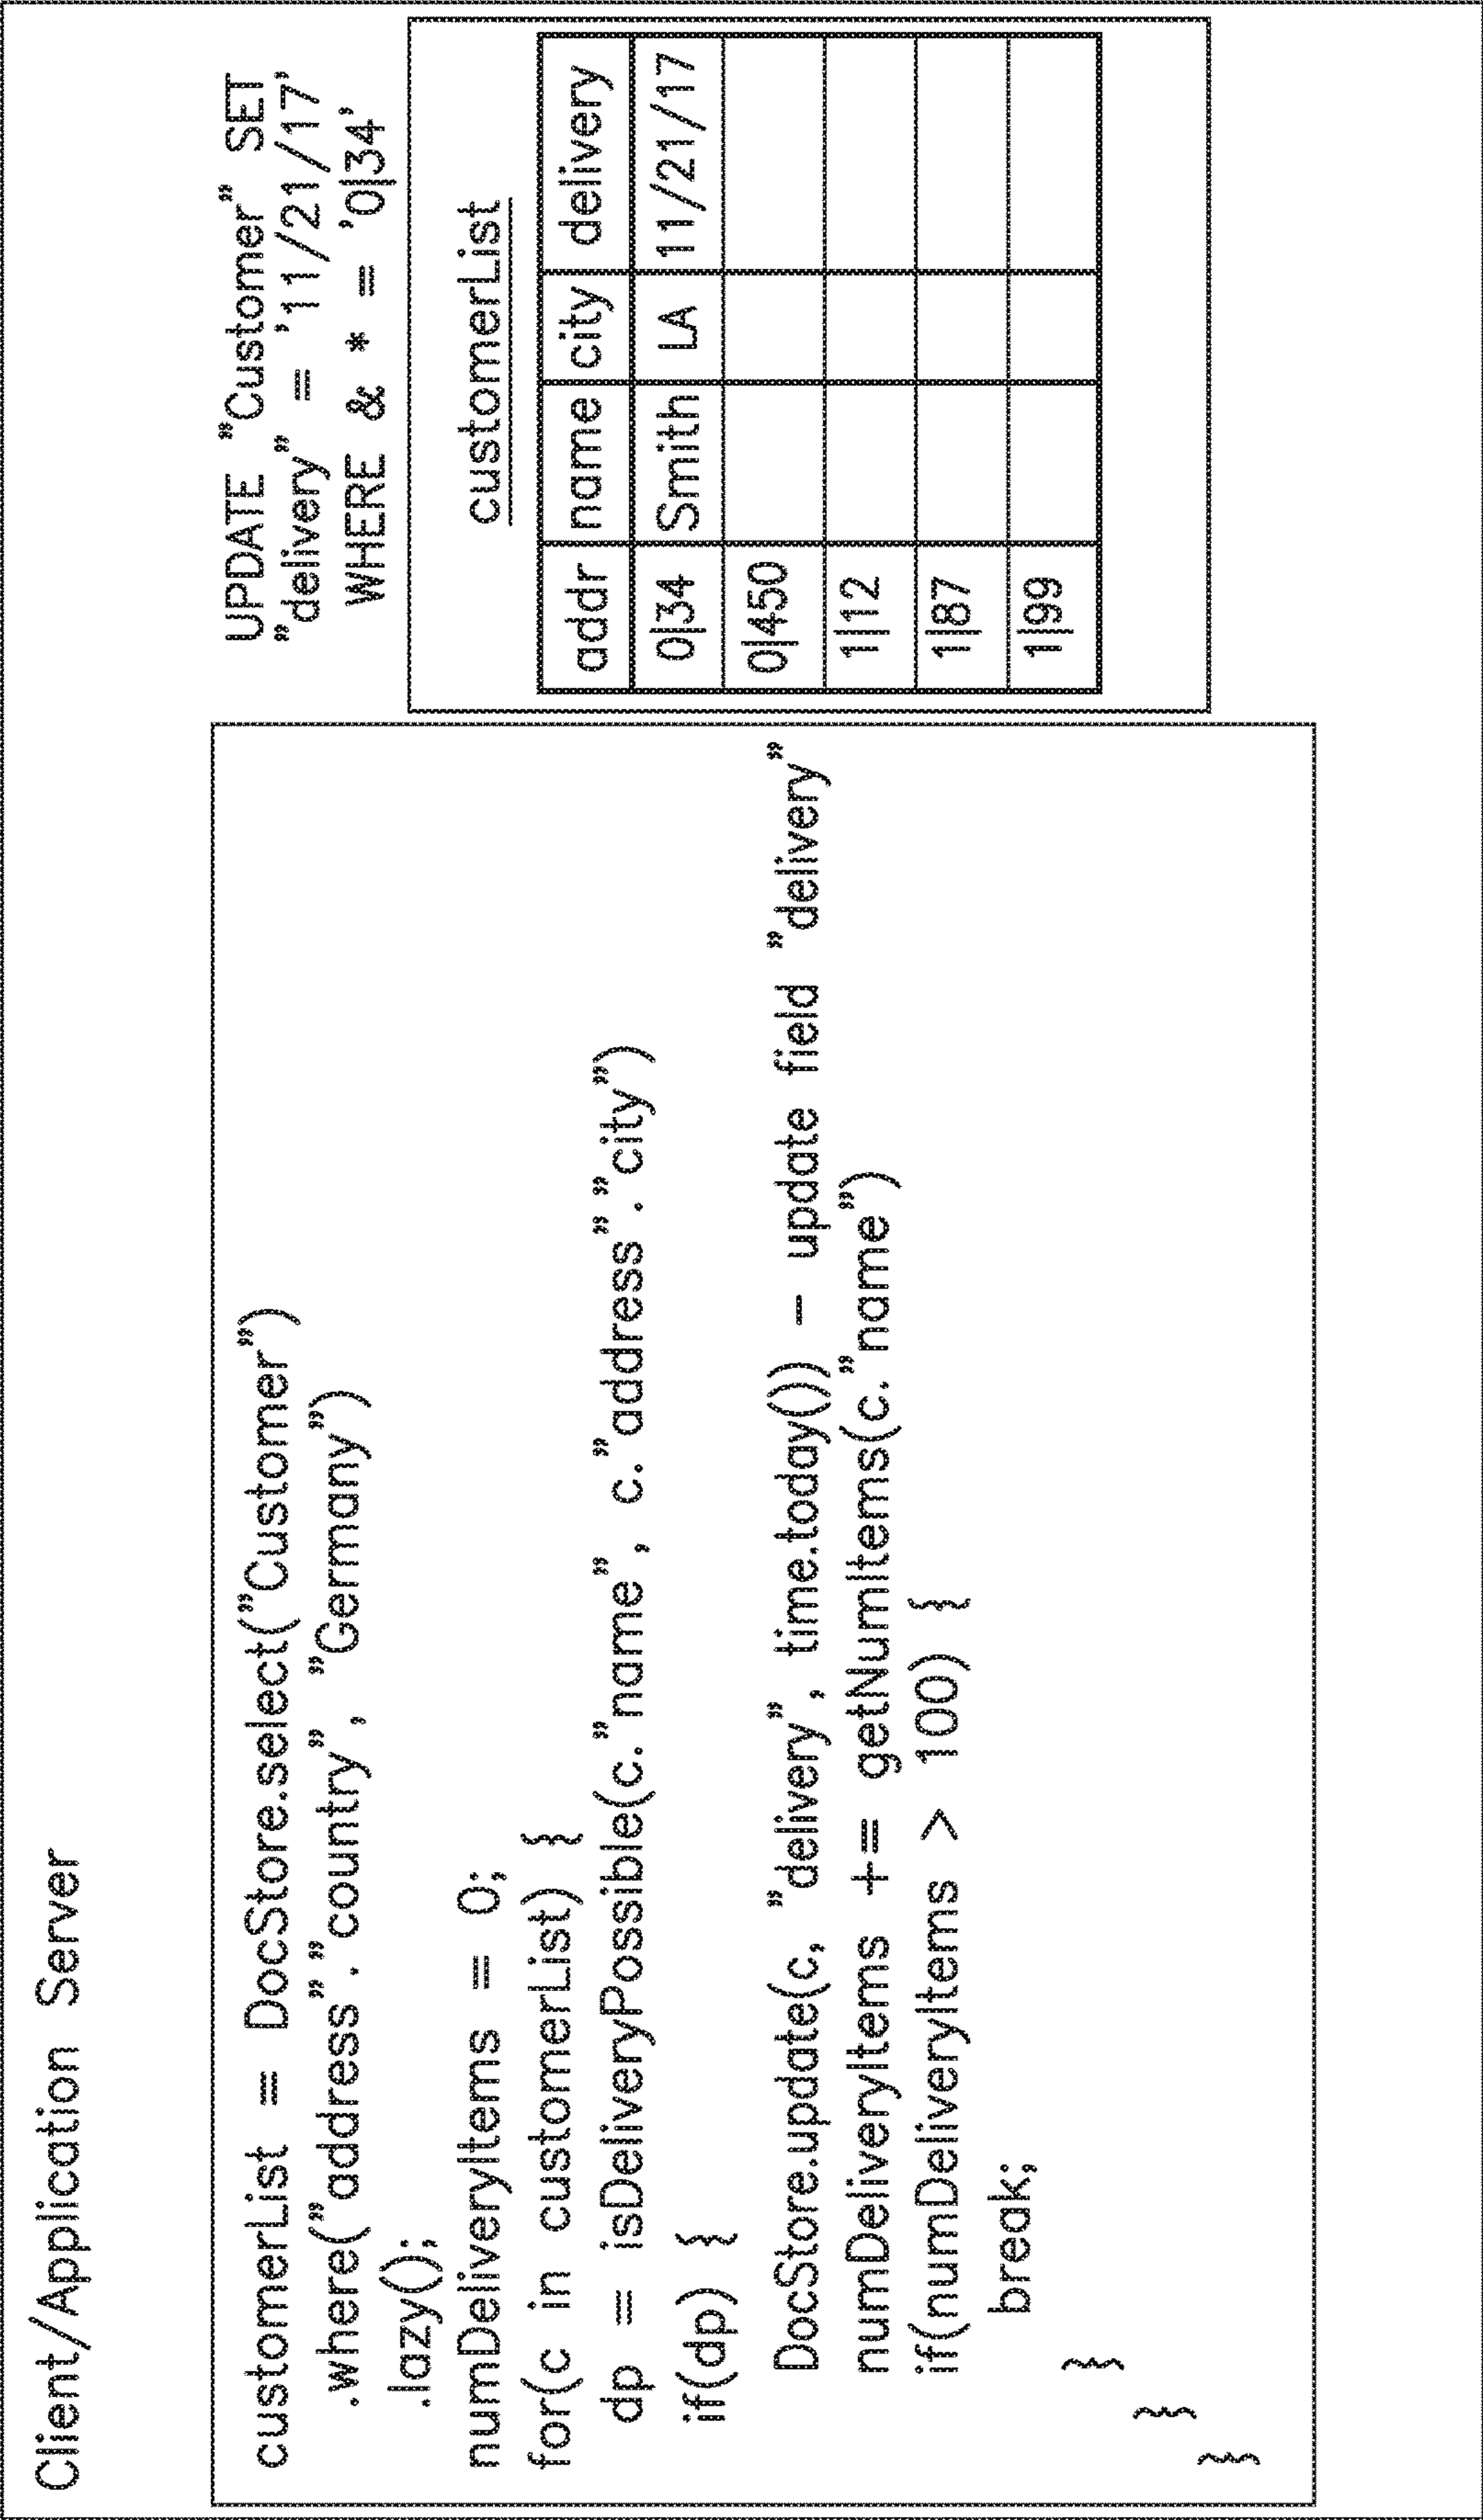 Client/Application Server
customerList = DocStore.select("Customer")
.where("address"."country", "Germany")
.lazy();
numDeliveryItems = 0;
for(c in customerList) {
dp = isDeliveryPossible(c."name", c."address"."city")
if(dp) {
DocStore.update(c, "delivery", time.today()) – update field "delivery"
numDeliveryItems += getNumItems(c."name")
if(numDeliveryItems > 100) {
break;
}
}
}
UPDATE "Customer" SET
"delivery" = '11/21/17'
WHERE & * = '0|34'
customerList
addr name city delivery
0|34 Smith LA 11/21/17
0|450
1|12
1|87
1|99